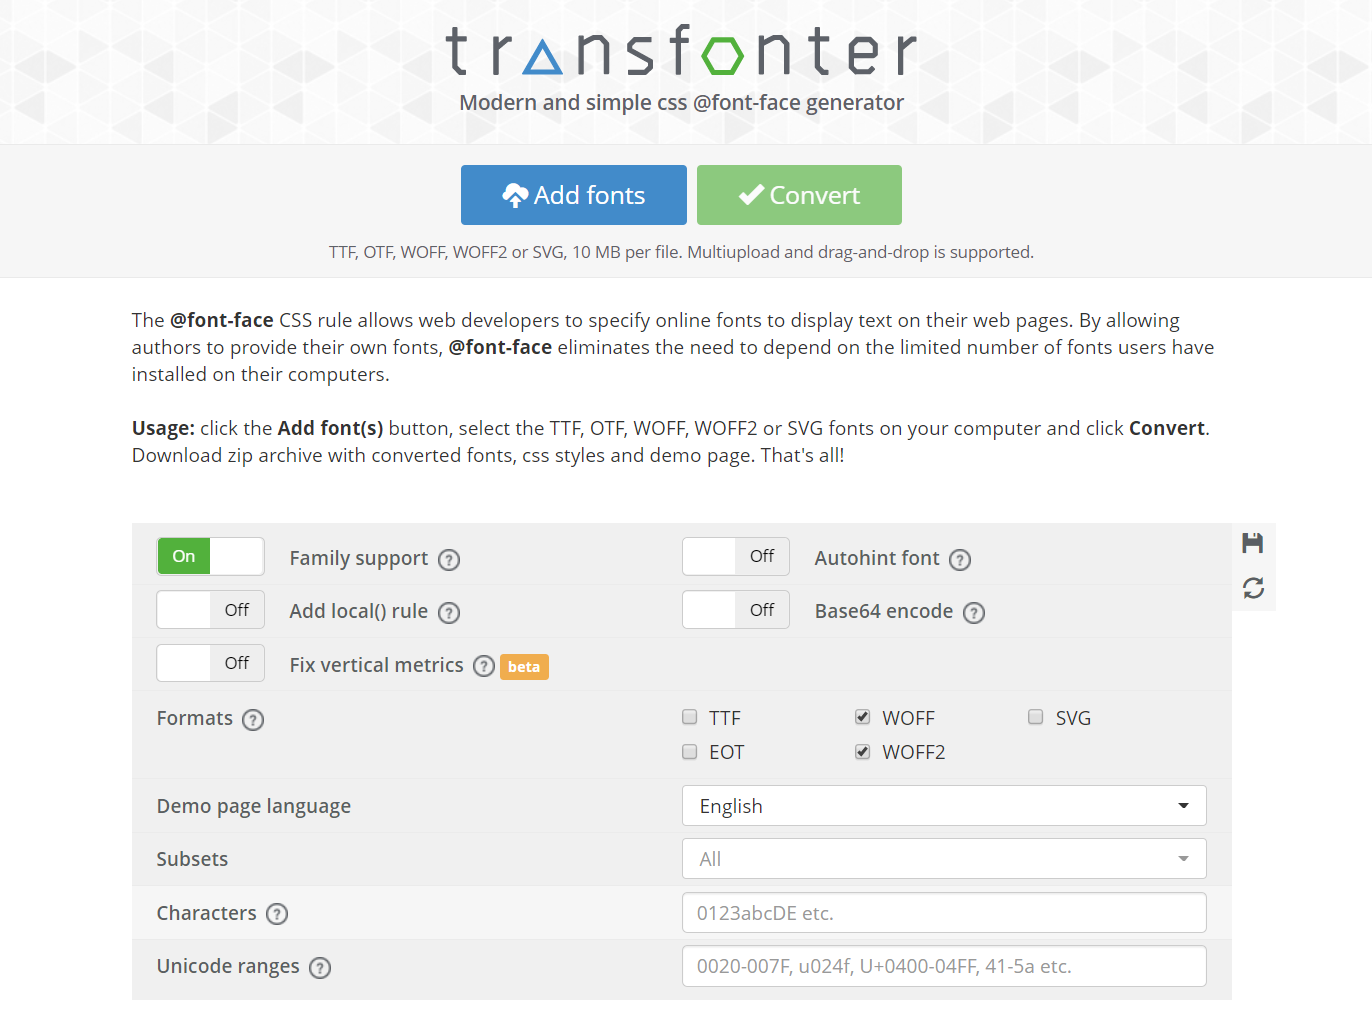 transfonter
Modern and simple css @font-face generator
Add fonts
Convert
TTF, OTF, WOFF, WOFF2 or SVG, 10 MB per file. Multiupload and drag-and-drop is supported.
The @font-face CSS rule allows web developers to specify online fonts to display text on their web pages. By allowing
authors to provide their own fonts, @font-face eliminates the need to depend on the limited number of fonts users have
installed on their computers.
Usage: click the Add font(s) button, select the TTF, OTF, WOFF, WOFF2 or SVG fonts on your computer and click Convert.
Download zip archive with converted fonts, css styles and demo page. That's all!
On Family support ? Off Autohint font ?
Off Add local() rule ? Off Base64 encode ?
Off Fix vertical metrics ? beta
Formats ? TTF WOFF SVG
EOT WOFF2
Demo page language English
Subsets All
Characters ? 0123abcDE etc.
Unicode ranges ? 0020-007F, u024f, U+0400-04FF, 41-5a etc.